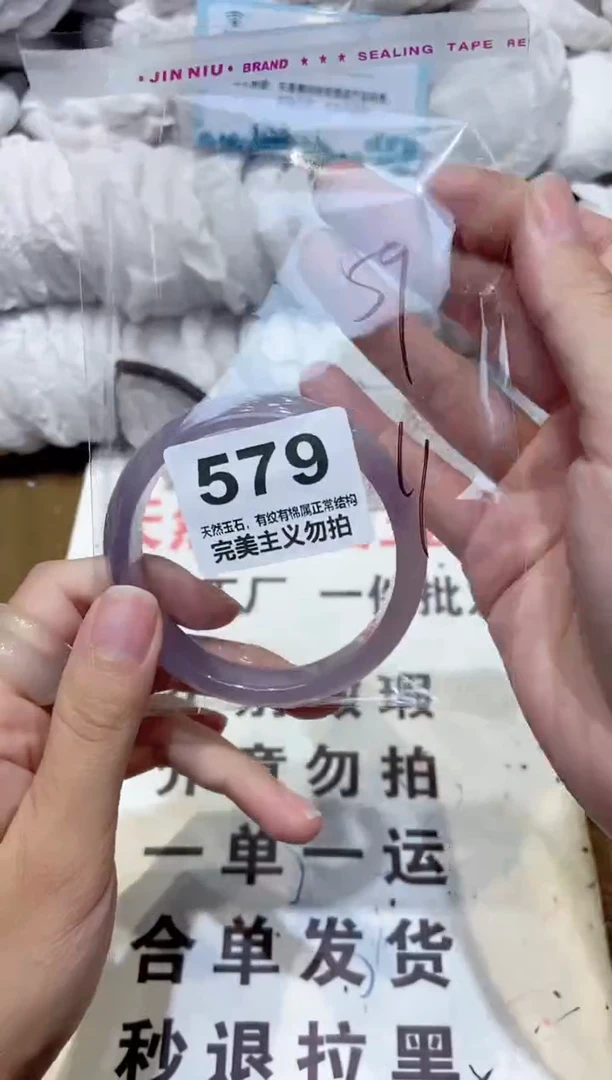 • JINNIU • BRAND ★ ★ ★ SEALING TAPE RE
59
579
天然玉石，有纹有棉属正常结构
完美主义勿拍
厂 一件批
瑕
介意勿拍
一单一运
合单发货
秒退拉黑